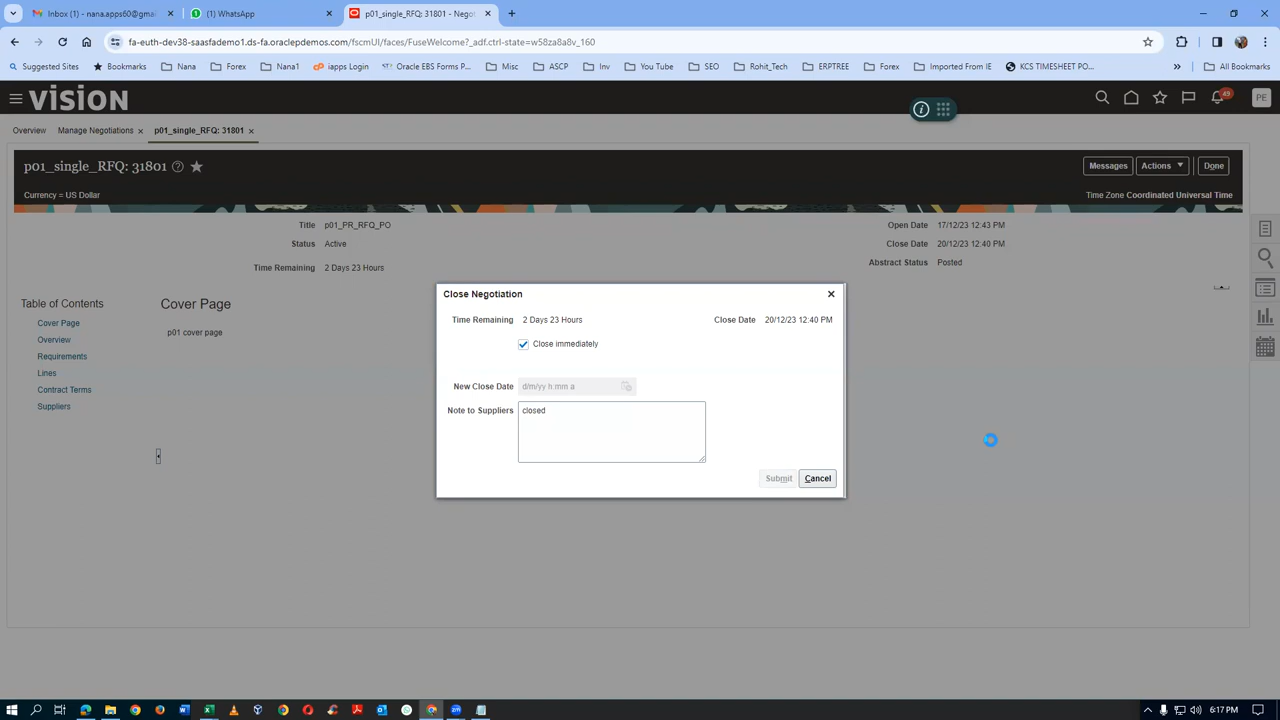 Inbox (1) - nana.apps60@gmai
(1) WhatsApp
p01_single_RFQ: 31801 - Negot
fa-euth-dev38-saasfademo1.ds-fa.oraclepdemos.com/fscmUI/faces/FuseWelcome?_adf.ctrl-state=w58za8a8v_160
Suggested Sites
Bookmarks
Nana
Forex
Nana1
iapps Login
Oracle EBS Forms P...
Misc
ASCP
Inv
You Tube
SEO
Rohit_Tech
ERPTREE
Forex
Imported From IE
KCS TIMESHEET PO...
All Bookmarks
VISION
49
PE
Overview
Manage Negotiations
p01_single_RFQ: 31801
p01_single_RFQ: 31801
Messages
Actions
Done
Currency = US Dollar
Time Zone Coordinated Universal Time
Title p01_PR_RFQ_PO
Open Date 17/12/23 12:43 PM
Status Active
Close Date 20/12/23 12:40 PM
Time Remaining 2 Days 23 Hours
Abstract Status Posted
Table of Contents
Cover Page
Overview
Requirements
Lines
Contract Terms
Suppliers
Cover Page
p01 cover page
Close Negotiation
Time Remaining 2 Days 23 Hours
Close Date 20/12/23 12:40 PM
Close immediately
New Close Date d/m/yy h:mm a
Note to Suppliers closed
Submit
Cancel
6:17 PM